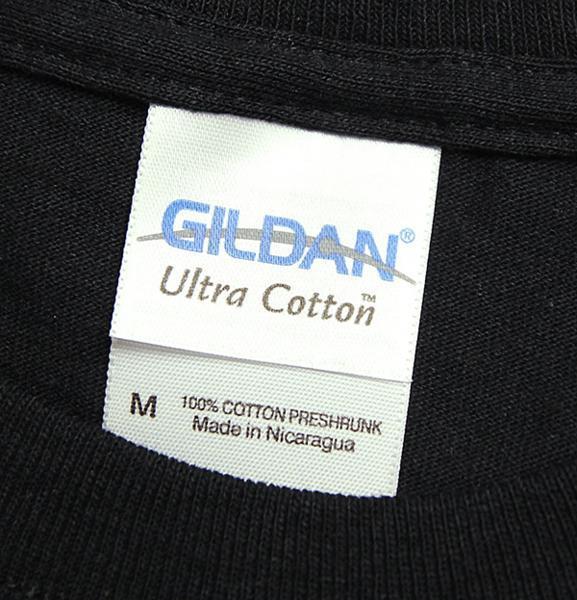 GILDAN®
Ultra Cotton™
M
100% COTTON PRESHRUNK
Made in Nicaragua